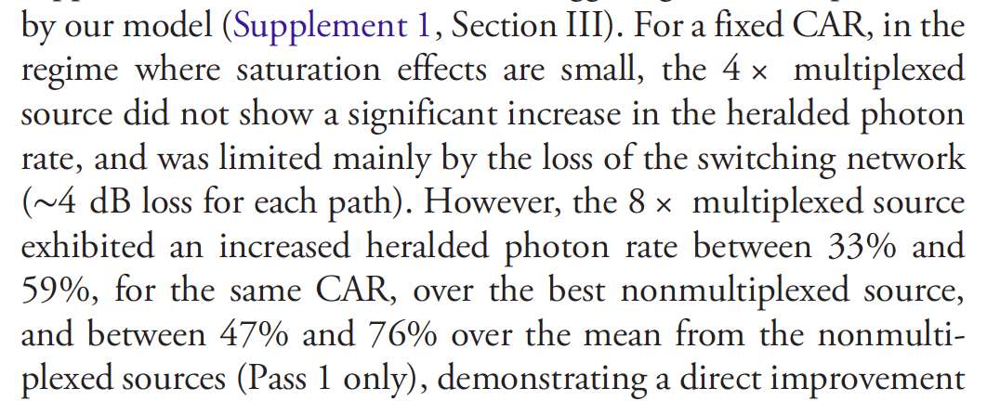 by our model (Supplement 1, Section III). For a fixed CAR, in the
regime where saturation effects are small, the 4 × multiplexed
source did not show a significant increase in the heralded photon
rate, and was limited mainly by the loss of the switching network
(∼4 dB loss for each path). However, the 8 × multiplexed source
exhibited an increased heralded photon rate between 33% and
59%, for the same CAR, over the best nonmultiplexed source,
and between 47% and 76% over the mean from the nonmulti-
plexed sources (Pass 1 only), demonstrating a direct improvement